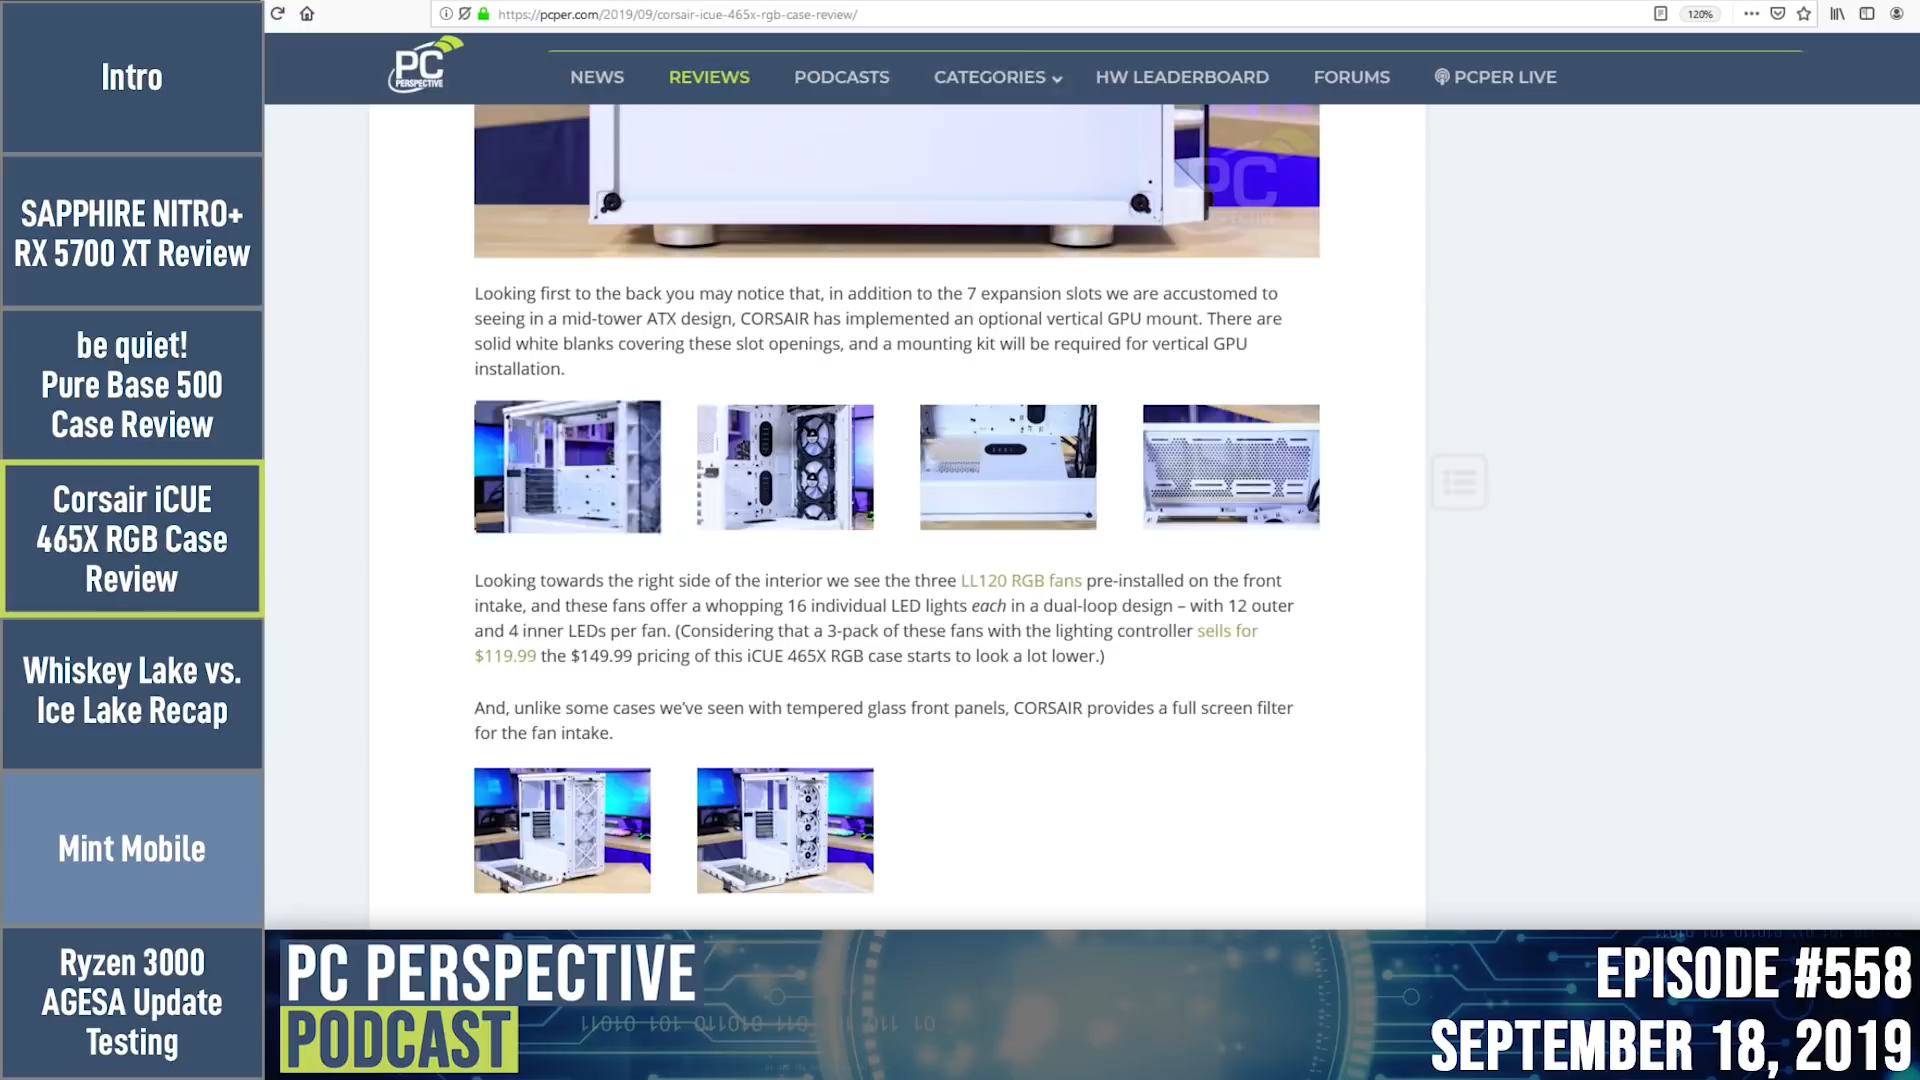 Intro
SAPPHIRE NITRO+
RX 5700 XT Review
be quiet!
Pure Base 500
Case Review
Corsair iCUE
465X RGB Case
Review
Whiskey Lake vs.
Ice Lake Recap
Mint Mobile
Ryzen 3000
AGESA Update
Testing
https://pcper.com/2019/09/corsair-icue-465x-rgb-case-review/
120%
PC
PERSPECTIVE
NEWS
REVIEWS
PODCASTS
CATEGORIES
HW LEADERBOARD
FORUMS
PCPER LIVE
PC
Looking first to the back you may notice that, in addition to the 7 expansion slots we are accustomed to
seeing in a mid-tower ATX design, CORSAIR has implemented an optional vertical GPU mount. There are
solid white blanks covering these slot openings, and a mounting kit will be required for vertical GPU
installation.
Looking towards the right side of the interior we see the three LL120 RGB fans pre-installed on the front
intake, and these fans offer a whopping 16 individual LED lights each in a dual-loop design – with 12 outer
and 4 inner LEDs per fan. (Considering that a 3-pack of these fans with the lighting controller sells for
$119.99 the $149.99 pricing of this iCUE 465X RGB case starts to look a lot lower.)
And, unlike some cases we’ve seen with tempered glass front panels, CORSAIR provides a full screen filter
for the fan intake.
PC PERSPECTIVE
PODCAST
EPISODE #558
SEPTEMBER 18, 2019